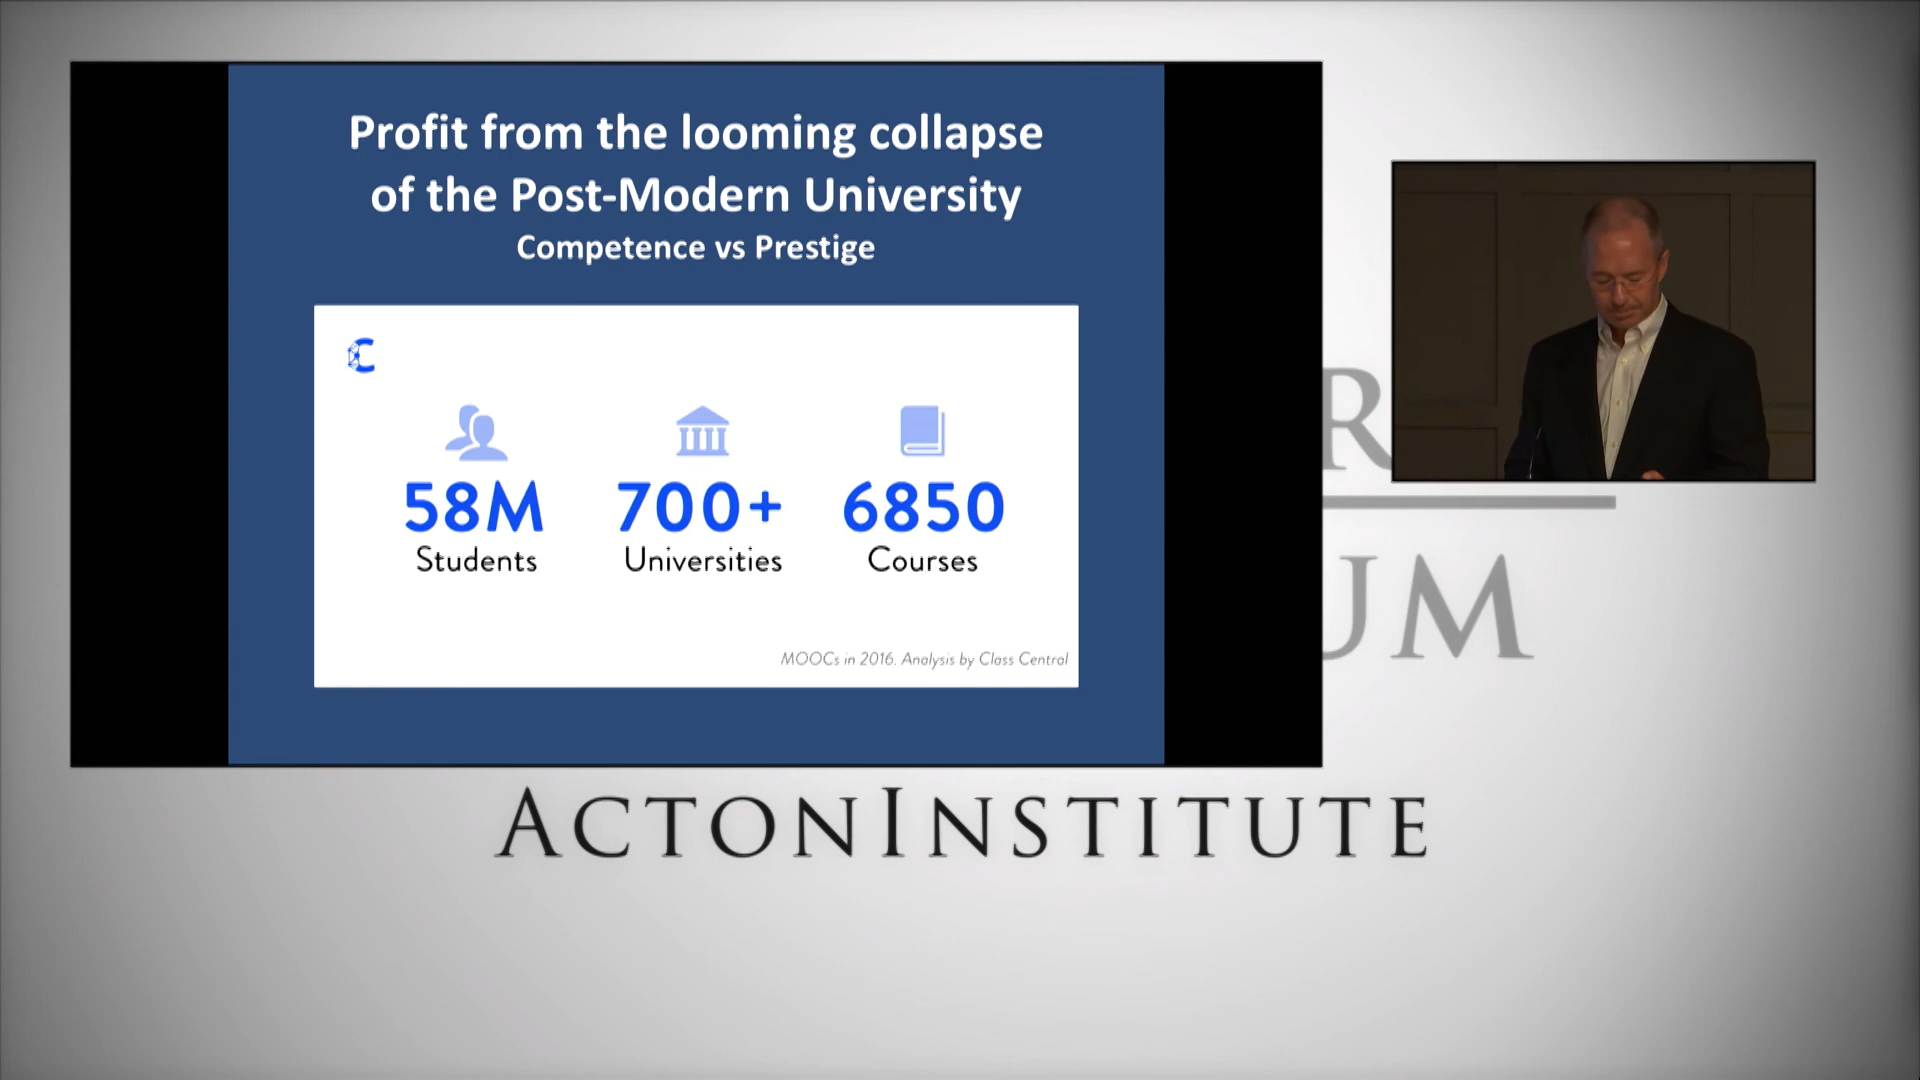 Profit from the looming collapse
of the Post-Modern University
Competence vs Prestige
C
58M
Students
700+
Universities
6850
Courses
MOOCs in 2016. Analysis by Class Central
R
UM
ACTONINSTITUTE